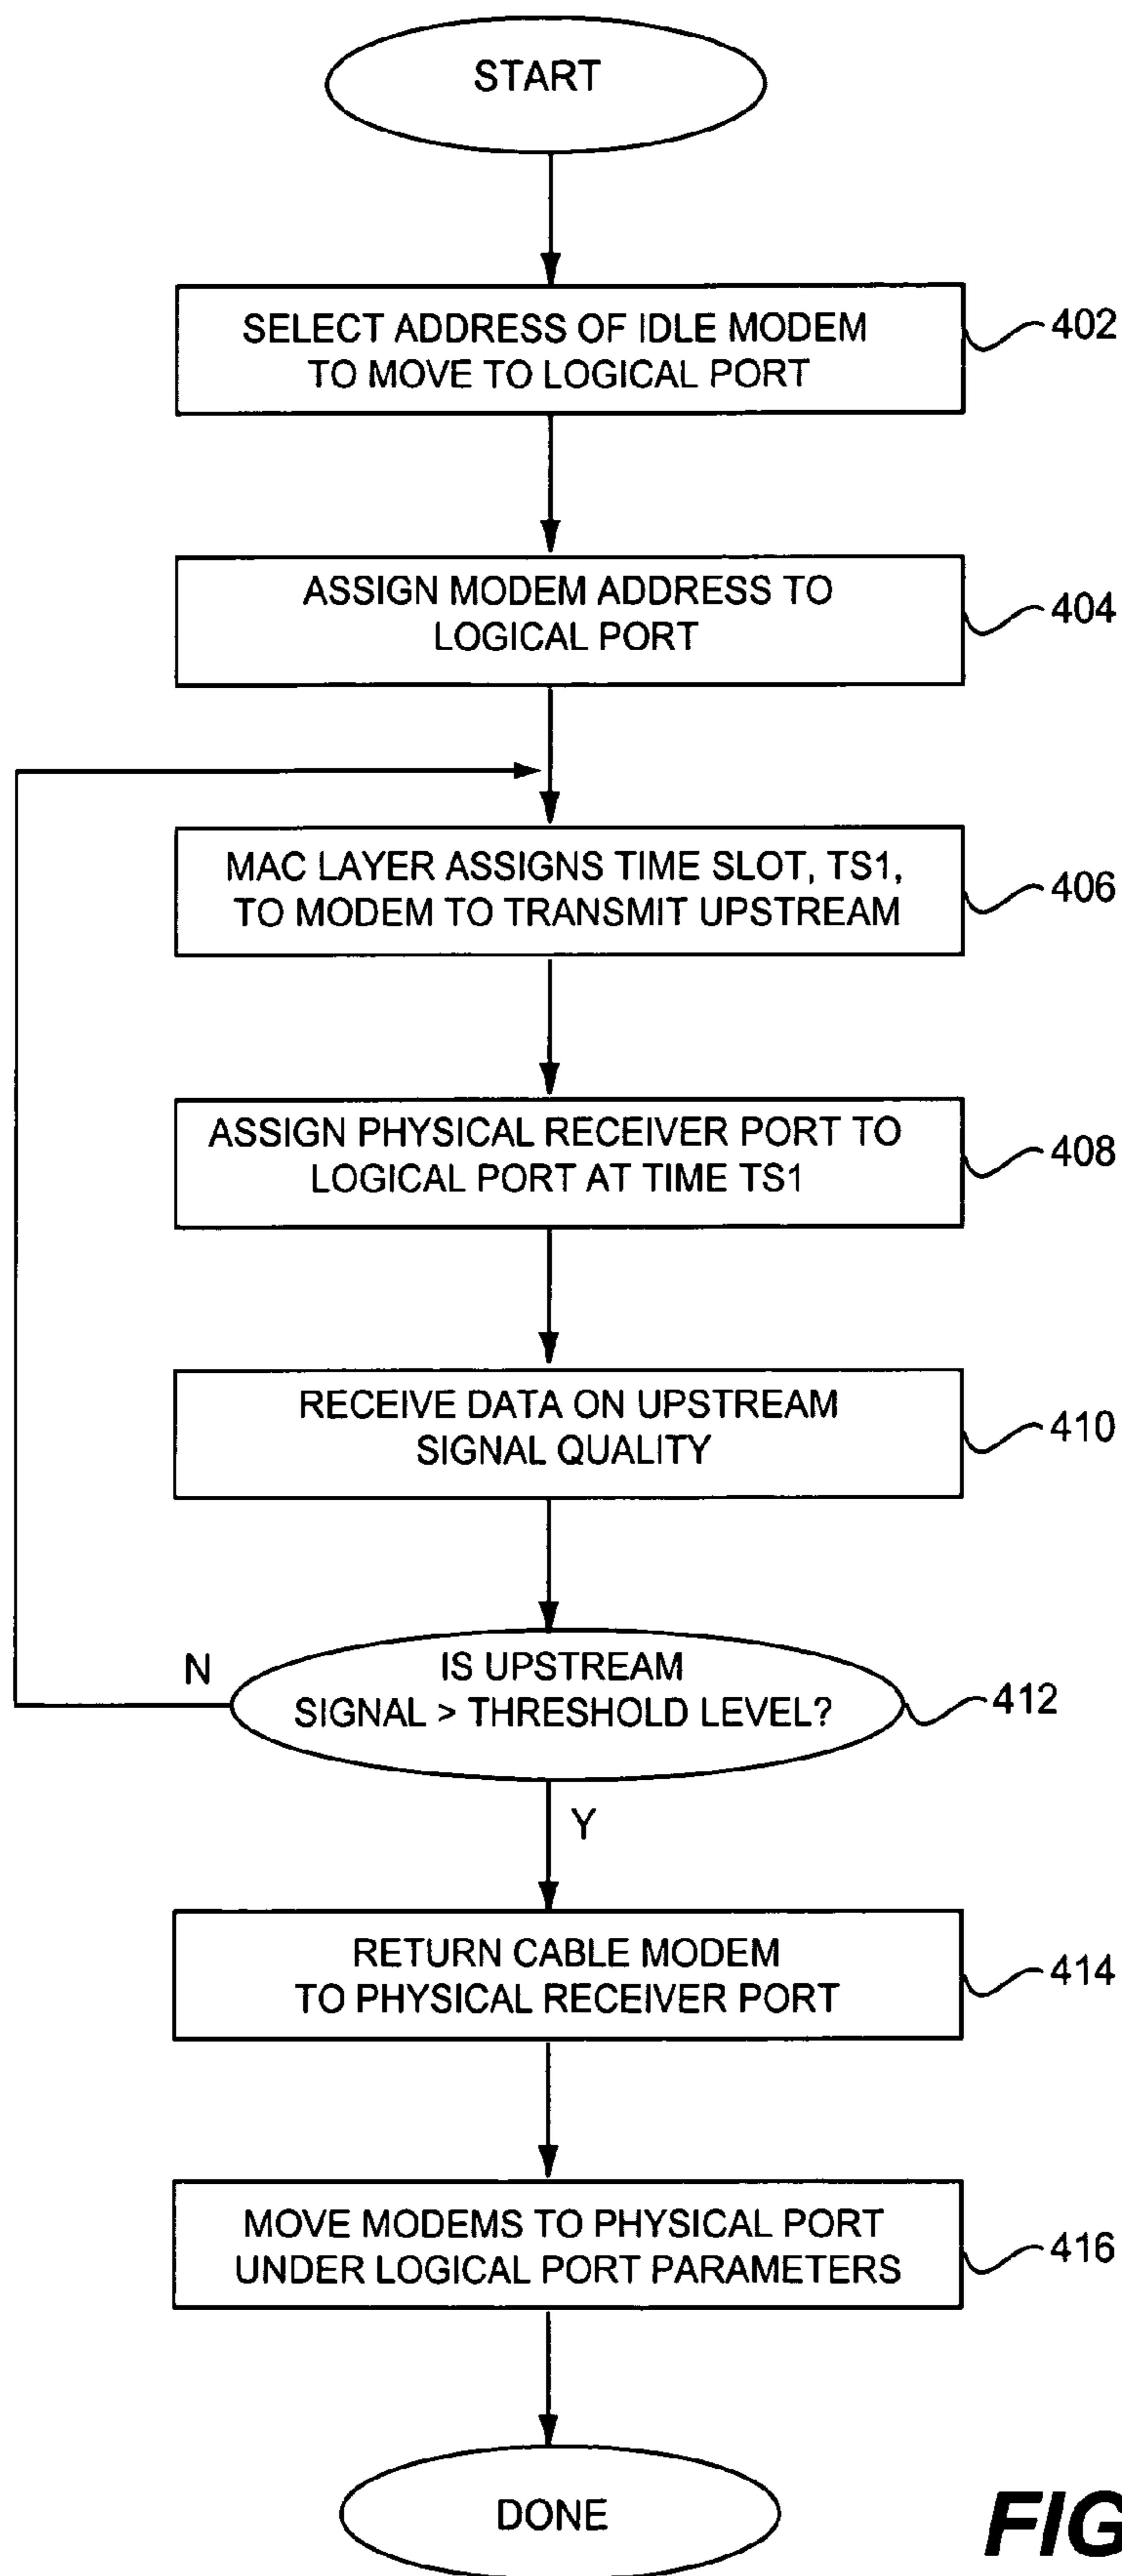 START
SELECT ADDRESS OF IDLE MODEM
TO MOVE TO LOGICAL PORT
402
ASSIGN MODEM ADDRESS TO
LOGICAL PORT
404
MAC LAYER ASSIGNS TIME SLOT, TS1,
TO MODEM TO TRANSMIT UPSTREAM
406
ASSIGN PHYSICAL RECEIVER PORT TO
LOGICAL PORT AT TIME TS1
408
RECEIVE DATA ON UPSTREAM
SIGNAL QUALITY
410
N
IS UPSTREAM
SIGNAL > THRESHOLD LEVEL?
412
Y
RETURN CABLE MODEM
TO PHYSICAL RECEIVER PORT
414
MOVE MODEMS TO PHYSICAL PORT
UNDER LOGICAL PORT PARAMETERS
416
DONE
FIG